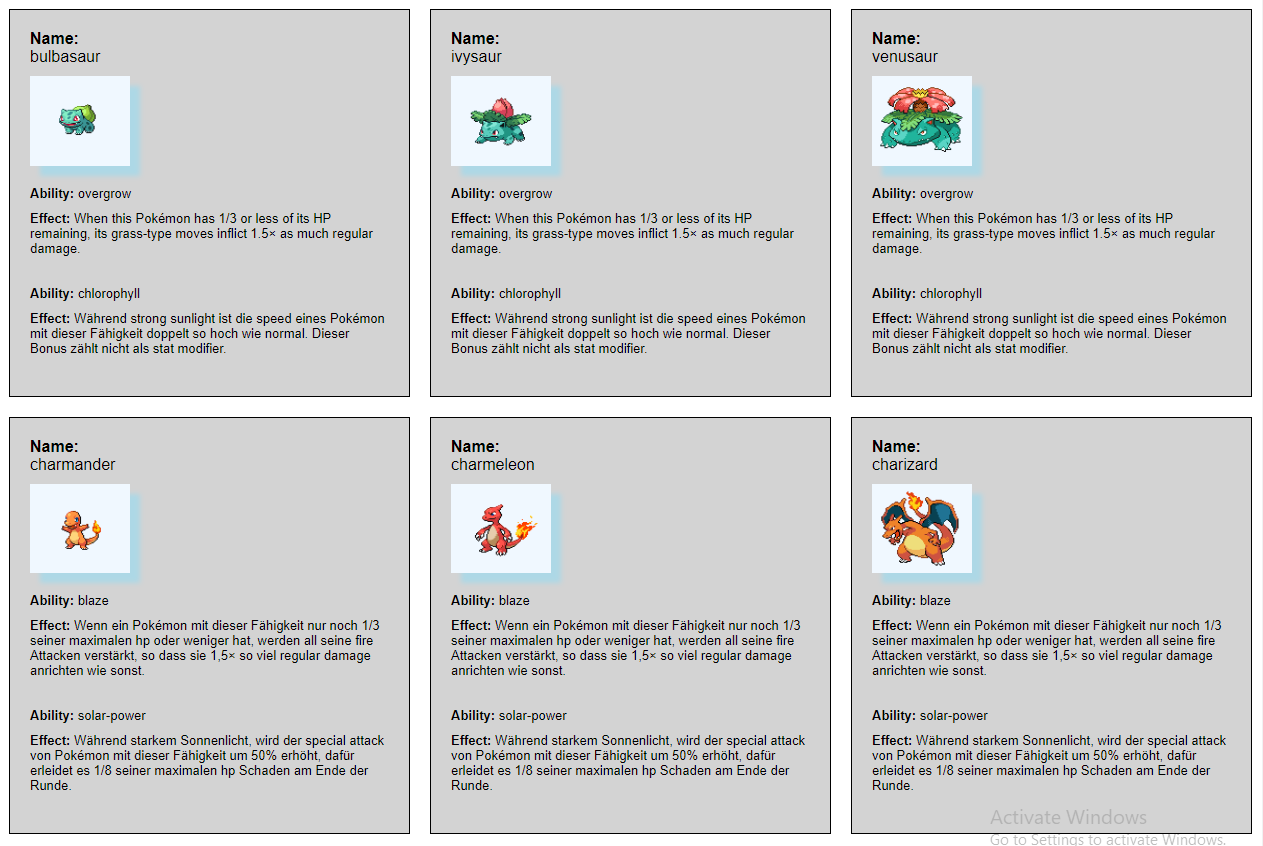 Name:
bulbasaur
Ability: overgrow
Effect: When this Pokémon has 1/3 or less of its HP
remaining, its grass-type moves inflict 1.5× as much regular
damage.
Ability: chlorophyll
Effect: Während strong sunlight ist die speed eines Pokémon
mit dieser Fähigkeit doppelt so hoch wie normal. Dieser
Bonus zählt nicht als stat modifier.
Name:
ivysaur
Ability: overgrow
Effect: When this Pokémon has 1/3 or less of its HP
remaining, its grass-type moves inflict 1.5× as much regular
damage.
Ability: chlorophyll
Effect: Während strong sunlight ist die speed eines Pokémon
mit dieser Fähigkeit doppelt so hoch wie normal. Dieser
Bonus zählt nicht als stat modifier.
Name:
venusaur
Ability: overgrow
Effect: When this Pokémon has 1/3 or less of its HP
remaining, its grass-type moves inflict 1.5× as much regular
damage.
Ability: chlorophyll
Effect: Während strong sunlight ist die speed eines Pokémon
mit dieser Fähigkeit doppelt so hoch wie normal. Dieser
Bonus zählt nicht als stat modifier.
Name:
charmander
Ability: blaze
Effect: Wenn ein Pokémon mit dieser Fähigkeit nur noch 1/3
seiner maximalen hp oder weniger hat, werden all seine fire
Attacken verstärkt, so dass sie 1,5× so viel regular damage
anrichten wie sonst.
Ability: solar-power
Effect: Während starkem Sonnenlicht, wird der special attack
von Pokémon mit dieser Fähigkeit um 50% erhöht, dafür
erleidet es 1/8 seiner maximalen hp Schaden am Ende der
Runde.
Name:
charmeleon
Ability: blaze
Effect: Wenn ein Pokémon mit dieser Fähigkeit nur noch 1/3
seiner maximalen hp oder weniger hat, werden all seine fire
Attacken verstärkt, so dass sie 1,5× so viel regular damage
anrichten wie sonst.
Ability: solar-power
Effect: Während starkem Sonnenlicht, wird der special attack
von Pokémon mit dieser Fähigkeit um 50% erhöht, dafür
erleidet es 1/8 seiner maximalen hp Schaden am Ende der
Runde.
Name:
charizard
Ability: blaze
Effect: Wenn ein Pokémon mit dieser Fähigkeit nur noch 1/3
seiner maximalen hp oder weniger hat, werden all seine fire
Attacken verstärkt, so dass sie 1,5× so viel regular damage
anrichten wie sonst.
Ability: solar-power
Effect: Während starkem Sonnenlicht, wird der special attack
von Pokémon mit dieser Fähigkeit um 50% erhöht, dafür
erleidet es 1/8 seiner maximalen hp Schaden am Ende der
Runde.
Activate Windows
Go to Settings to activate Windows.